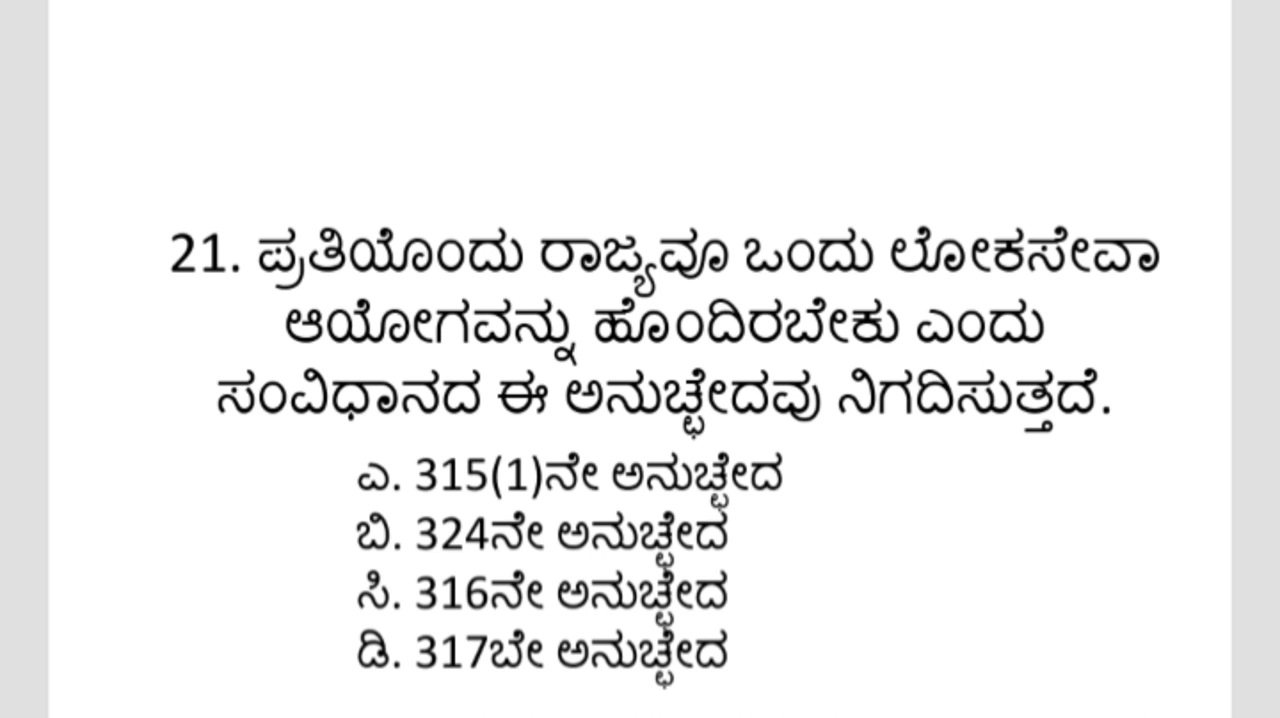 21. ಪ್ರತಿಯೊಂದು ರಾಜ್ಯವೂ ಒಂದು ಲೋಕಸೇವಾ
ಆಯೋಗವನ್ನು ಹೊಂದಿರಬೇಕು ಎಂದು
ಸಂವಿಧಾನದ ಈ ಅನುಚ್ಛೇದವು ನಿಗದಿಸುತ್ತದೆ.
ಎ. 315(1)ನೇ ಅನುಚ್ಛೇದ
ಬಿ. 324ನೇ ಅನುಚ್ಛೇದ
ಸಿ. 316ನೇ ಅನುಚ್ಛೇದ
ಡಿ. 317ಬೇ ಅನುಚ್ಛೇದ